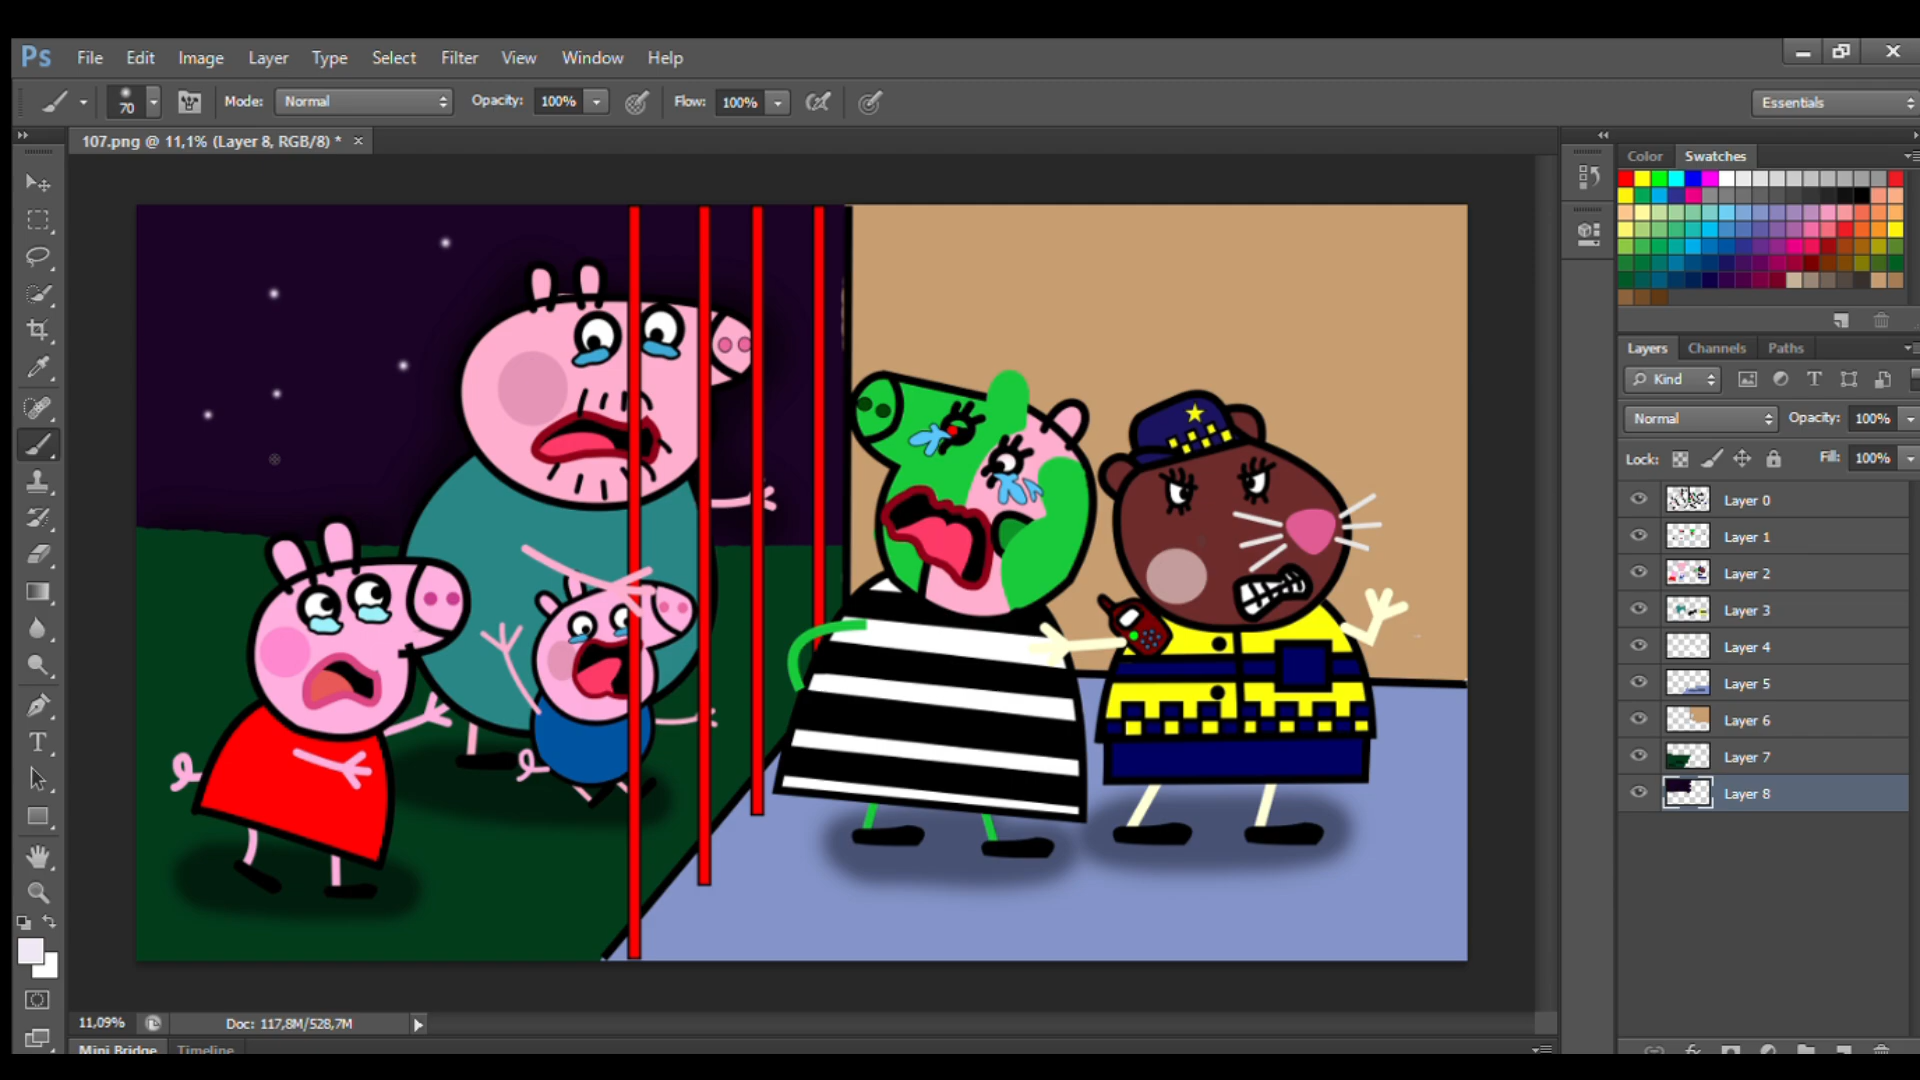 Ps File Edit Image Layer Type Select Filter View Window Help
70 Mode: Normal Opacity: 100% Flow: 100% Essentials
107.png @ 11,1% (Layer 8, RGB/8) * ×
Color Swatches
Layers Channels Paths
Kind
Normal Opacity: 100%
Lock: Fill: 100%
Layer 0
Layer 1
Layer 2
Layer 3
Layer 4
Layer 5
Layer 6
Layer 7
Layer 8
11,09% Doc: 117,8M/528,7M
Mini Bridge Timeline